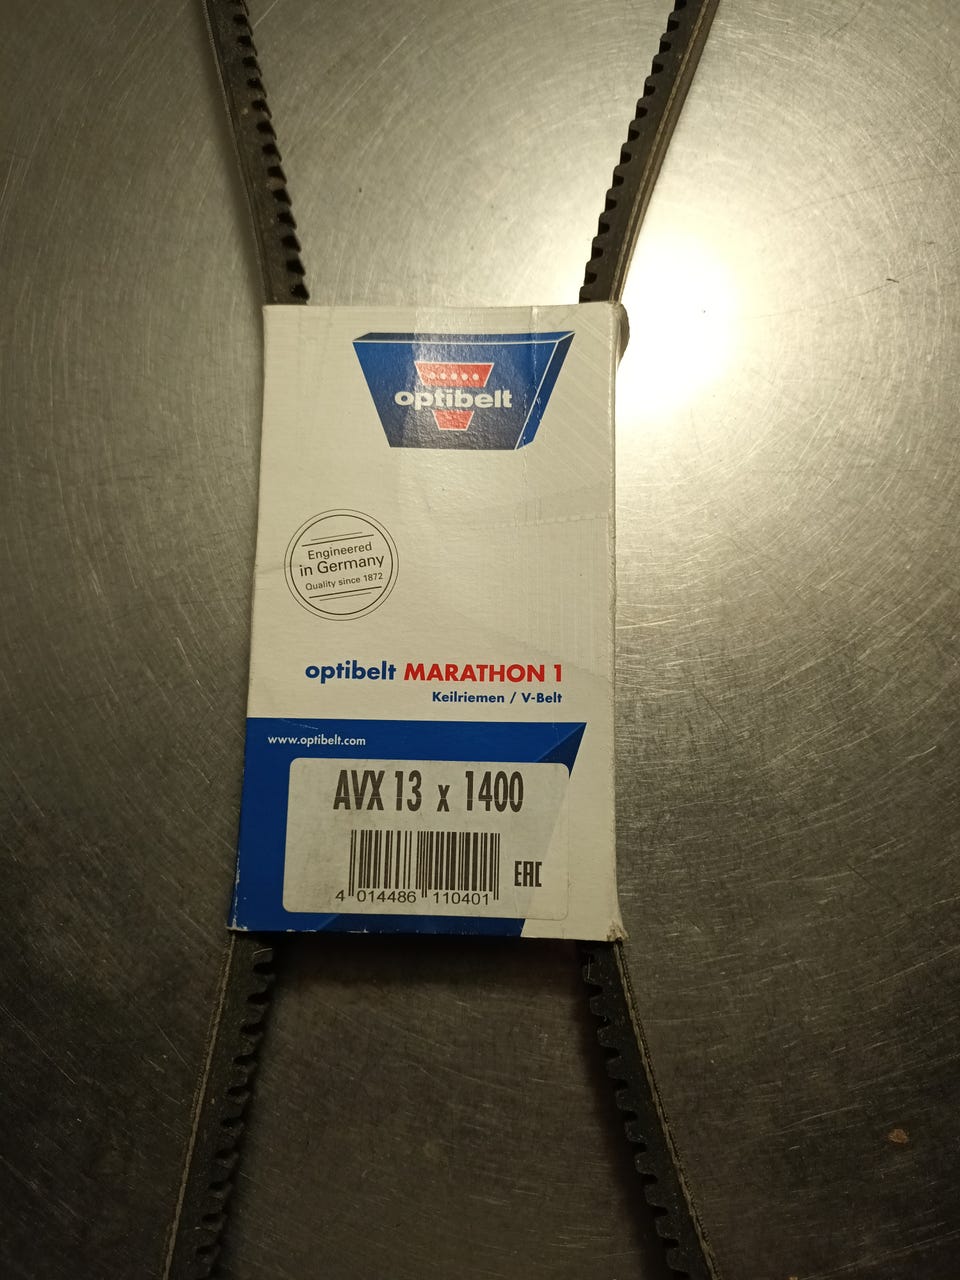 optibelt
Engineered
in Germany
Quality since 1872
optibelt MARATHON 1
Keilriemen / V-Belt
www.optibelt.com
AVX 13 x 1400
EAC
4 014486 110401